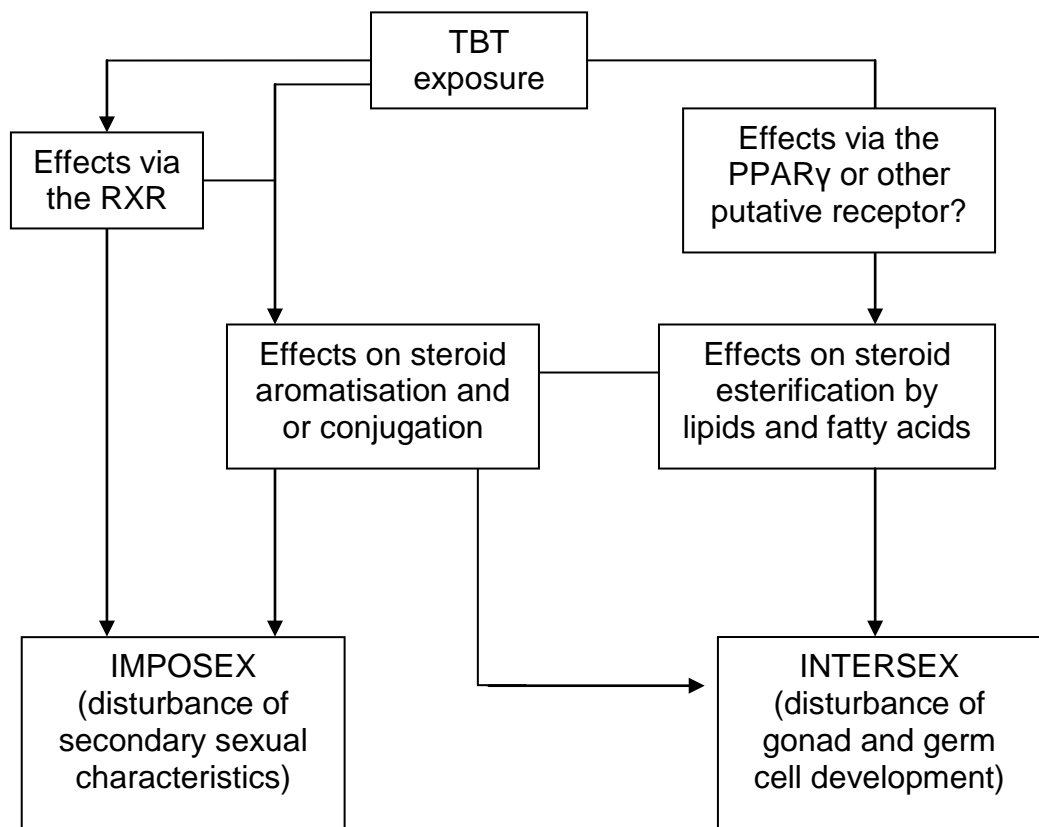 TBT
exposure
Effects via
the RXR
Effects via the
PPARγ or other
putative receptor?
Effects on steroid
aromatisation and
or conjugation
Effects on steroid
esterification by
lipids and fatty acids
IMPOSEX
(disturbance of
secondary sexual
characteristics)
INTERSEX
(disturbance of
gonad and germ
cell development)